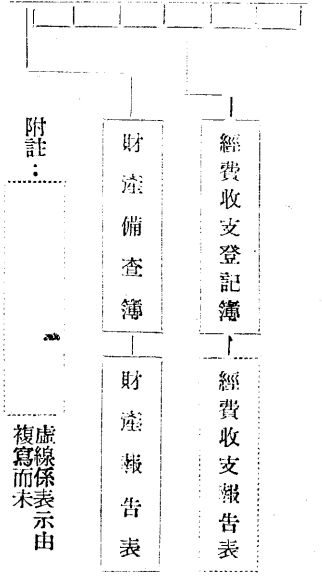 經費收支登記簿
經費收支報告表
財產備查簿
財產報告表
附註：
虛線係表示由
複寫而未